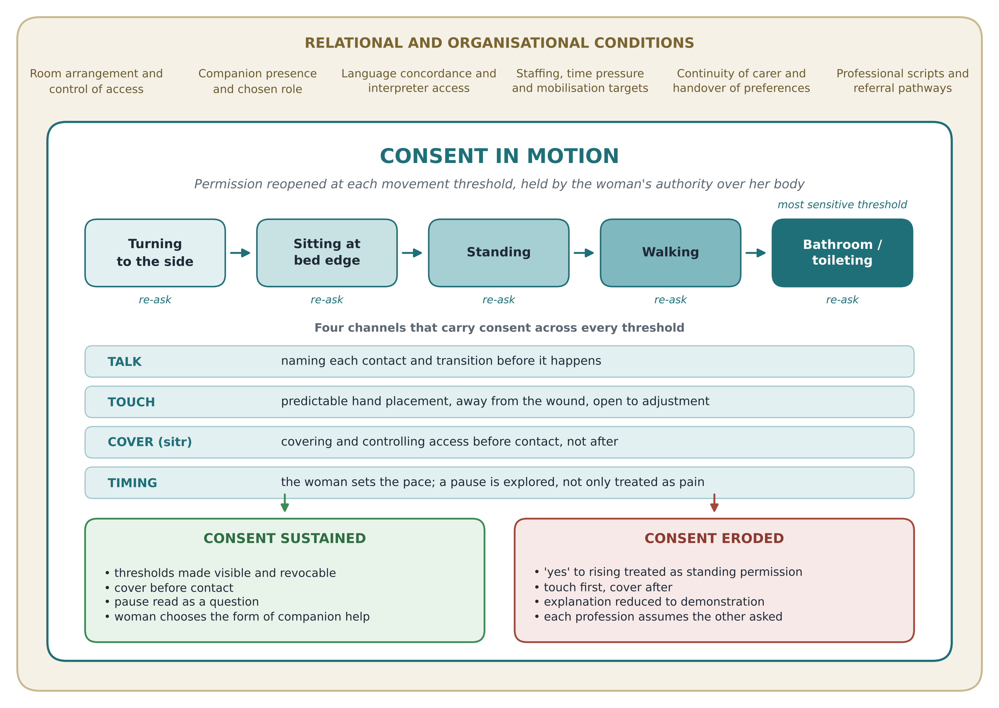 RELATIONAL AND ORGANISATIONAL CONDITIONS
Room arrangement and
control of access
Companion presence
and chosen role
Language concordance and
interpreter access
Staffing, time pressure
and mobilisation targets
Continuity of carer and
handover of preferences
Professional scripts and
referral pathways
CONSENT IN MOTION
Permission reopened at each movement threshold, held by the woman's authority over her body
most sensitive threshold
Turning
to the side
Sitting at
bed edge
Standing
Walking
Bathroom /
toileting
re-ask
re-ask
re-ask
re-ask
re-ask
Four channels that carry consent across every threshold
TALK naming each contact and transition before it happens
TOUCH predictable hand placement, away from the wound, open to adjustment
COVER (sitr) covering and controlling access before contact, not after
TIMING the woman sets the pace; a pause is explored, not only treated as pain
CONSENT SUSTAINED
• thresholds made visible and revocable
• cover before contact
• pause read as a question
• woman chooses the form of companion help
CONSENT ERODED
• 'yes' to rising treated as standing permission
• touch first, cover after
• explanation reduced to demonstration
• each profession assumes the other asked